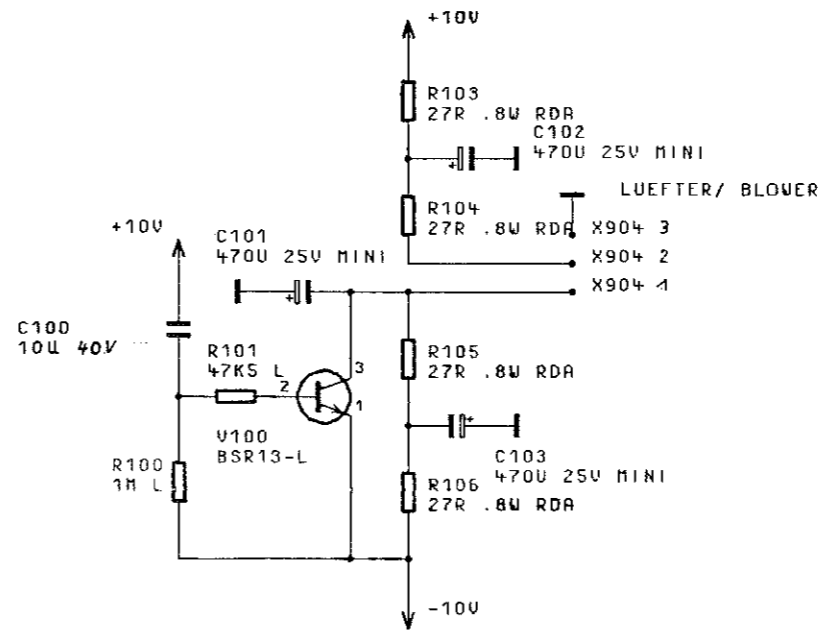 +10V
R103
27R .8W RDA
C102
470U 25V MINI
+
LUEFTER/ BLOWER
R104
27R .8W RDA
X904 3
X904 2
X904 1
+10V
C101
470U 25V MINI
+
C100
10U 40V
R101
47K5 L
2
3
1
V100
BSR13-L
R100
1M L
R105
27R .8W RDA
+
C103
470U 25V MINI
R106
27R .8W RDA
-10V